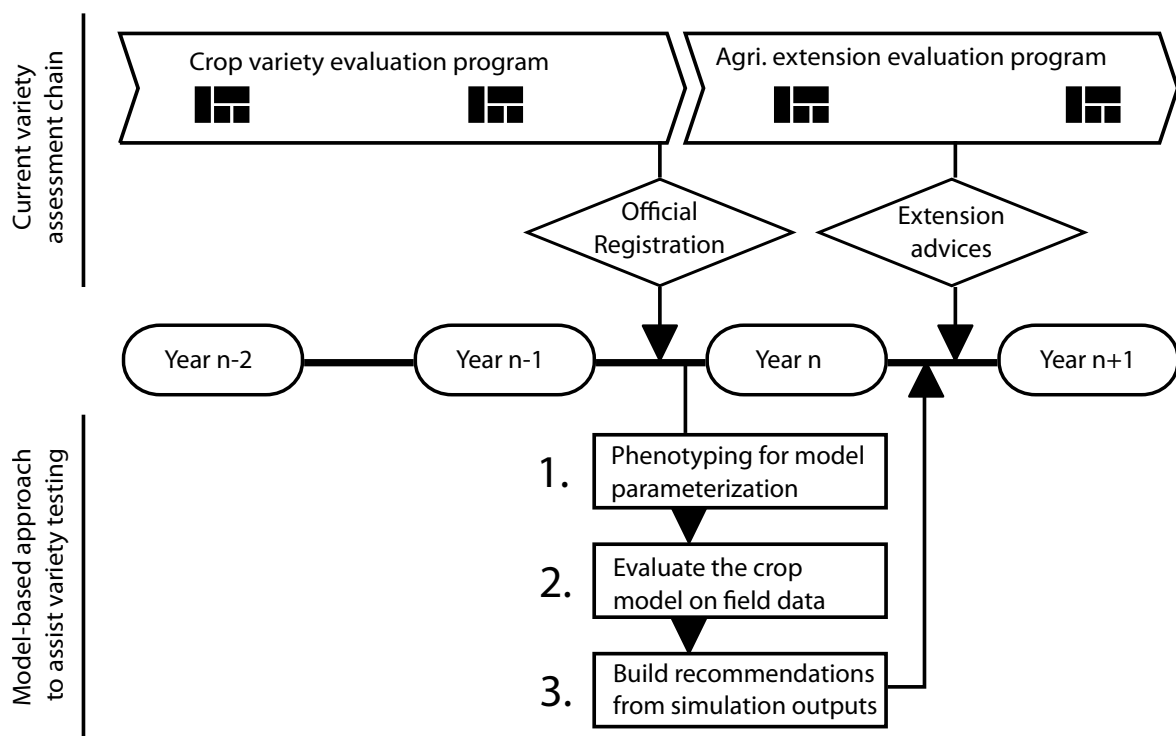 Current variety
assessment chain
Crop variety evaluation program
Agri. extension evaluation program
Official
Registration
Extension
advices
Year n-2
Year n-1
Year n
Year n+1
Model-based approach
to assist variety testing
1.
Phenotyping for model
parameterization
2.
Evaluate the crop
model on field data
3.
Build recommendations
from simulation outputs